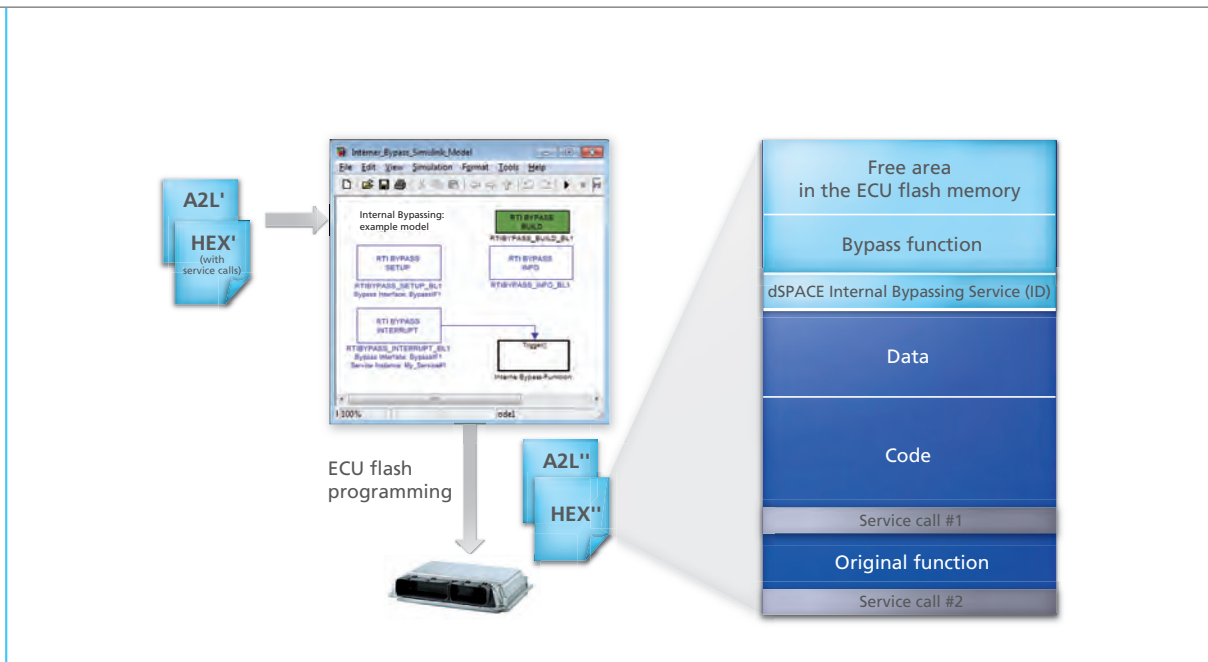 A2L'
HEX'
(with
service calls)
Interner_Bypass_Simulink_Model
File Edit View Simulation Format Tools Help
Internal Bypassing:
example model
RTI BYPASS
BUILD
RTIBYPASS_BUILD_BL1
RTI BYPASS
SETUP
RTIBYPASS_SETUP_BL1
Bypass Interface: BypassIF1
RTI BYPASS
INFO
RTIBYPASS_INFO_BL1
RTI BYPASS
INTERRUPT
RTIBYPASS_INTERRUPT_BL1
Bypass Interface: BypassIF1
Service Instance: My_Service#1
Trigger()
Interne Bypass-Funktion
100%
ode1
ECU flash
programming
A2L''
HEX''
Free area
in the ECU flash memory
Bypass function
dSPACE Internal Bypassing Service (ID)
Data
Code
Service call #1
Original function
Service call #2